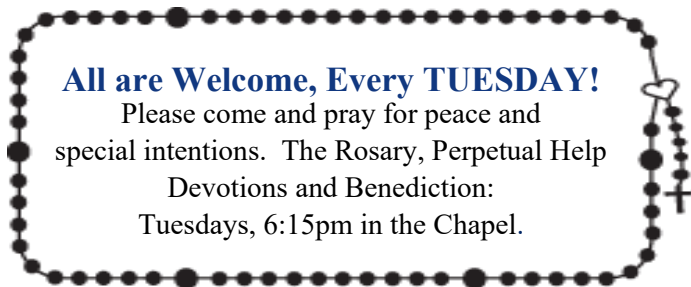 All are Welcome, Every TUESDAY!
Please come and pray for peace and
special intentions.  The Rosary, Perpetual Help
Devotions and Benediction:
Tuesdays, 6:15pm in the Chapel.